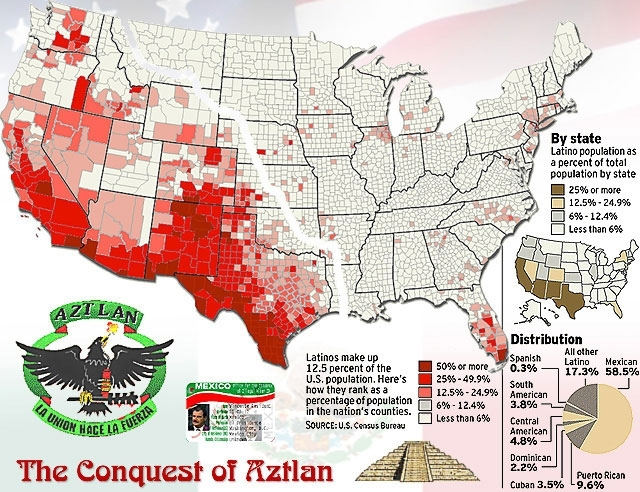 By state
Latino population as
a percent of total
population by state
25% or more
12.5% - 24.9%
6% - 12.4%
Less than 6%
AZTLAN
LA UNION HACE LA FUERZA
MEXICO
Latinos make up
12.5 percent of the
U.S. population. Here's
how they rank as a
percentage of population
in the nation's counties.
SOURCE: U.S. Census Bureau
50% or more
25% - 49.9%
12.5% - 24.9%
6% - 12.4%
Less than 6%
Distribution
Spanish
0.3%
All other
Latino
17.3%
Mexican
58.5%
South
American
3.8%
Central
American
4.8%
Dominican
2.2%
Cuban 3.5%
Puerto Rican
9.6%
The Conquest of Aztlan